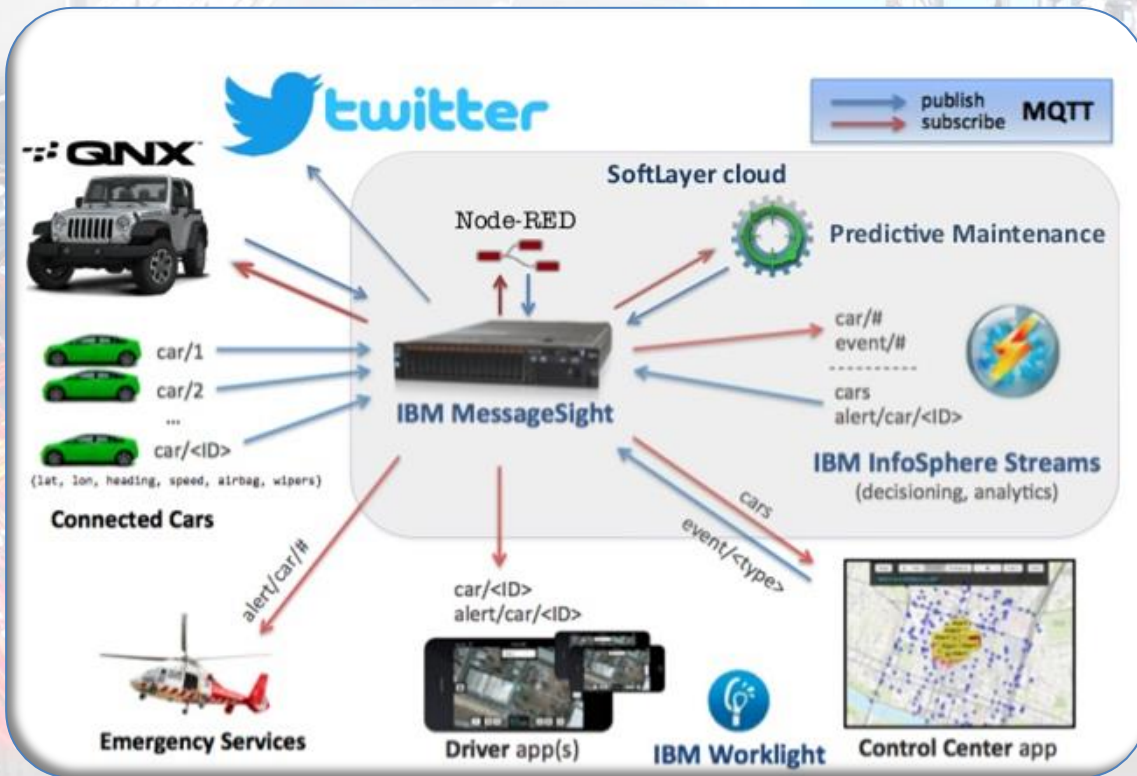 twitter
publish
subscribe
MQTT
QNX
SoftLayer cloud
Node-RED
Predictive Maintenance
car/1
car/2
...
car/<ID>
{lat, lon, heading, speed, airbag, wipers}
Connected Cars
IBM MessageSight
car/#
event/#
---------
cars
alert/car/<ID>
IBM InfoSphere Streams
(decisioning, analytics)
alert/car/#
car/<ID>
alert/car/<ID>
cars
event/<type>
Emergency Services
Driver app(s)
IBM Worklight
Control Center app